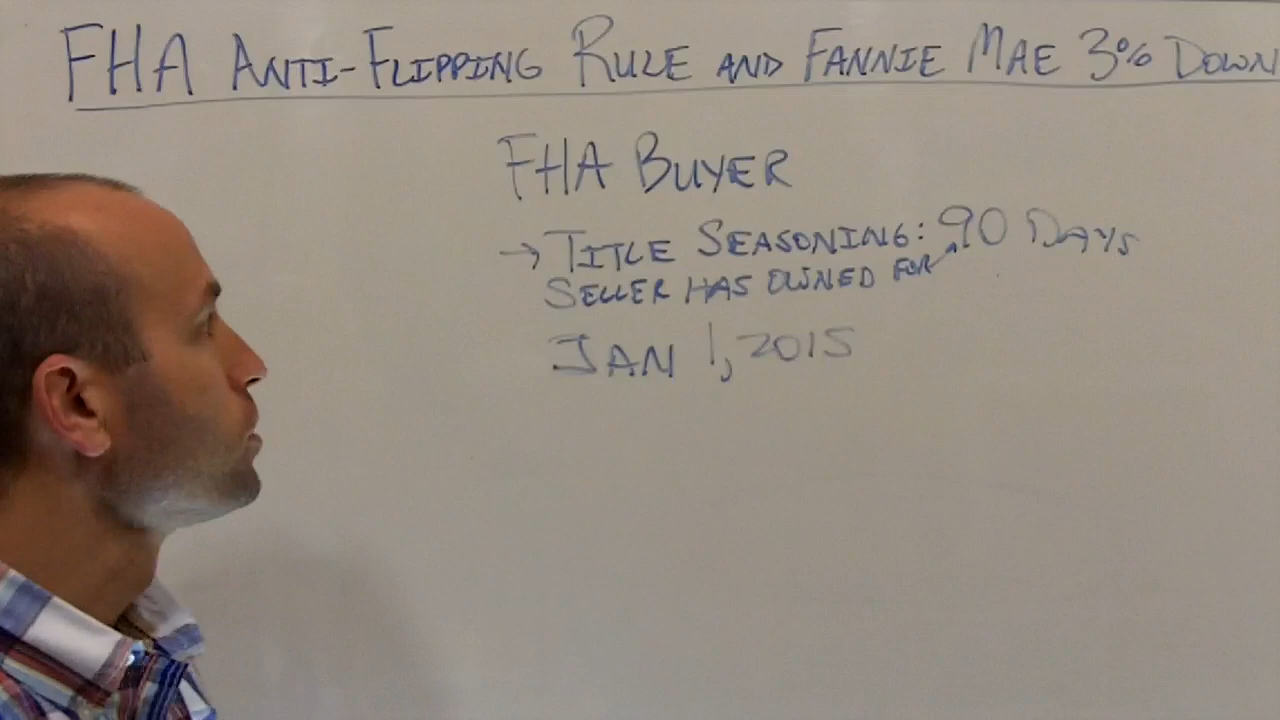 FHA ANTI-FLIPPING RULE AND FANNIE MAE 3% DOWN
FHA BUYER
→ TITLE SEASONING: 90 DAYS
SELLER HAS OWNED FOR
JAN 1, 2015